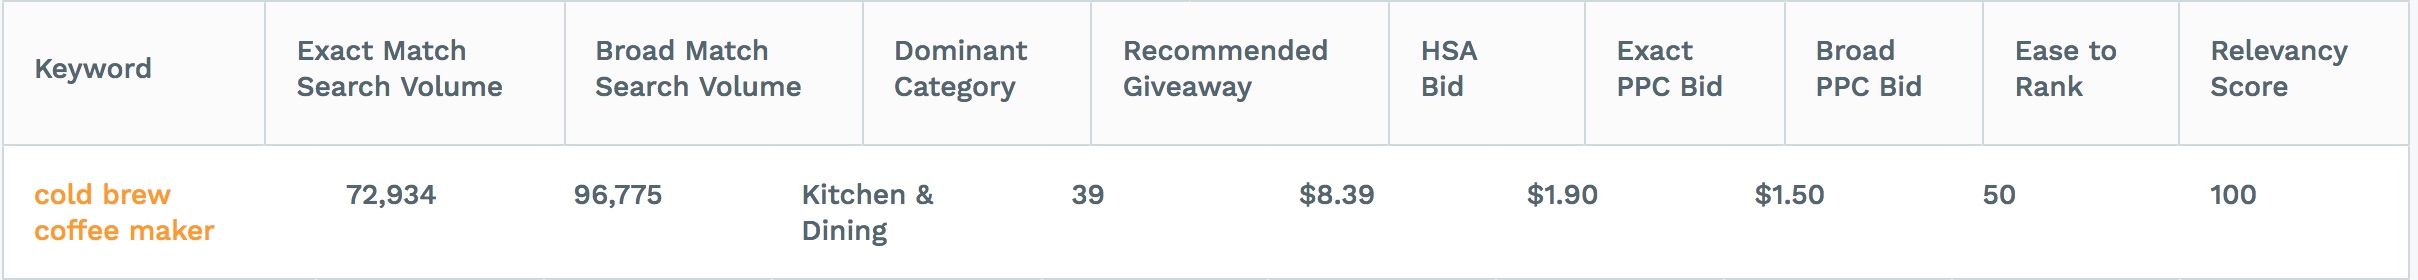 Keyword
Exact Match
Search Volume
Broad Match
Search Volume
Dominant
Category
Recommended
Giveaway
HSA
Bid
Exact
PPC Bid
Broad
PPC Bid
Ease to
Rank
Relevancy
Score
cold brew
coffee maker
72,934
96,775
Kitchen &
Dining
39
$8.39
$1.90
$1.50
50
100